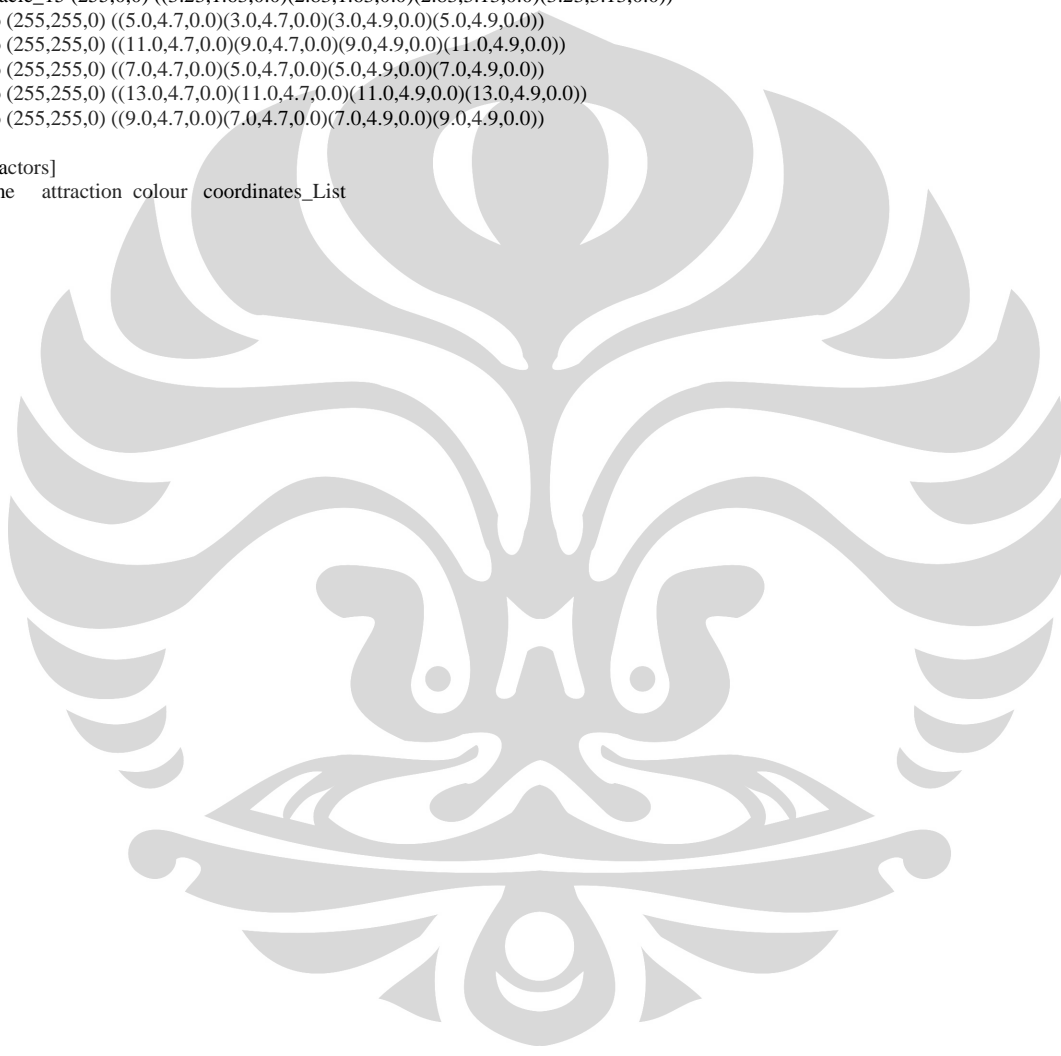 (255,255,0) ((5.0,4.7,0.0)(3.0,4.7,0.0)(3.0,4.9,0.0)(5.0,4.9,0.0))
(255,255,0) ((11.0,4.7,0.0)(9.0,4.7,0.0)(9.0,4.9,0.0)(11.0,4.9,0.0))
(255,255,0) ((7.0,4.7,0.0)(5.0,4.7,0.0)(5.0,4.9,0.0)(7.0,4.9,0.0))
(255,255,0) ((13.0,4.7,0.0)(11.0,4.7,0.0)(11.0,4.9,0.0)(13.0,4.9,0.0))
(255,255,0) ((9.0,4.7,0.0)(7.0,4.7,0.0)(7.0,4.9,0.0)(9.0,4.9,0.0))
actors]
attraction colour coordinates_List